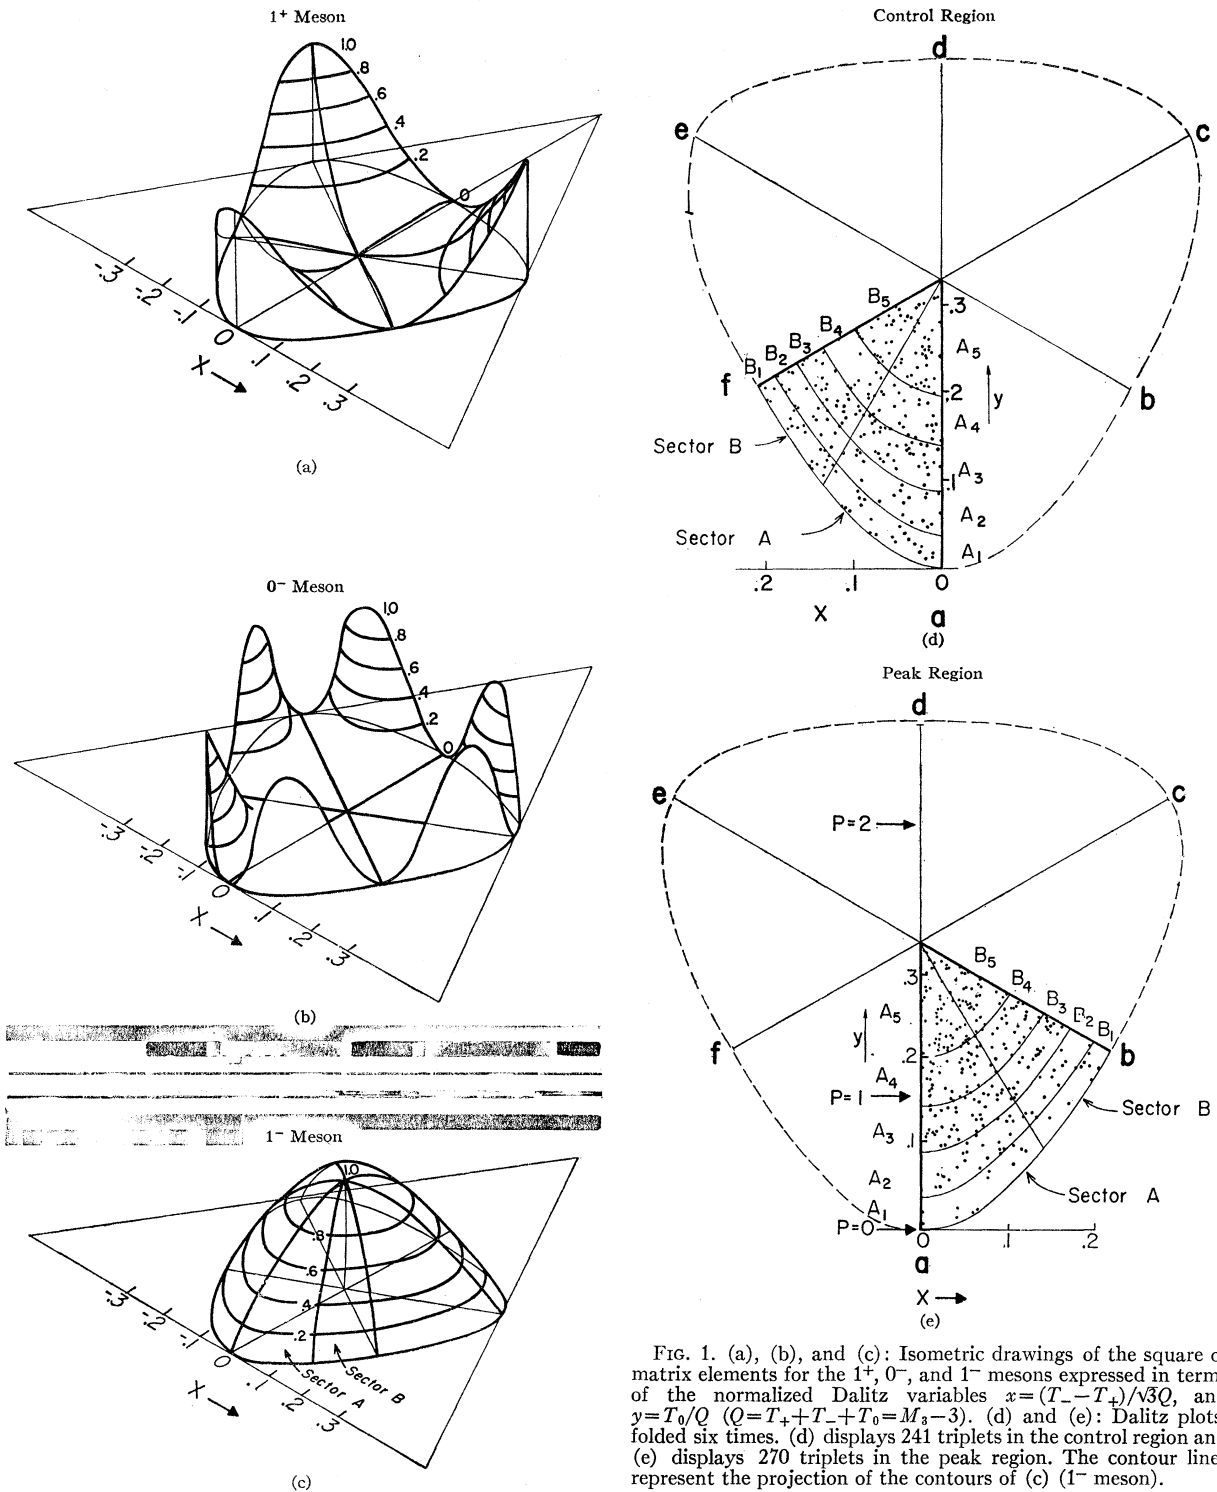 1+ Meson
1.0
.8
.6
.4
.2
0
-.3
-.2
-.1
0
.1
.2
.3
X
(a)
0− Meson
1.0
.8
.6
.4
.2
0
-.3
-.2
-.1
0
.1
.2
.3
X
(b)
1− Meson
1.0
.8
.6
.4
.2
-.3
-.2
-.1
0
.1
.2
.3
X
Sector A
Sector B
(c)
Control Region
d
e
c
f
b
B1
B2
B3
B4
B5
.3
A5
.2
y
A4
.1
A3
A2
A1
Sector B
Sector A
.2
.1
0
X
a
(d)
Peak Region
d
e
c
P=2
B5
B4
B3
B2
B1
.3
A5
y
.2
f
b
A4
P=1
Sector B
A3
.1
A2
Sector A
A1
P=0
0
.1
.2
a
X
(e)
FIG. 1. (a), (b), and (c): Isometric drawings of the square o
matrix elements for the 1+, 0−, and 1− mesons expressed in term
of the normalized Dalitz variables x=(T−−T+)/√3Q, an
y=T0/Q (Q=T++T−+T0=M3−3). (d) and (e): Dalitz plots
folded six times. (d) displays 241 triplets in the control region an
(e) displays 270 triplets in the peak region. The contour line
represent the projection of the contours of (c) (1− meson).